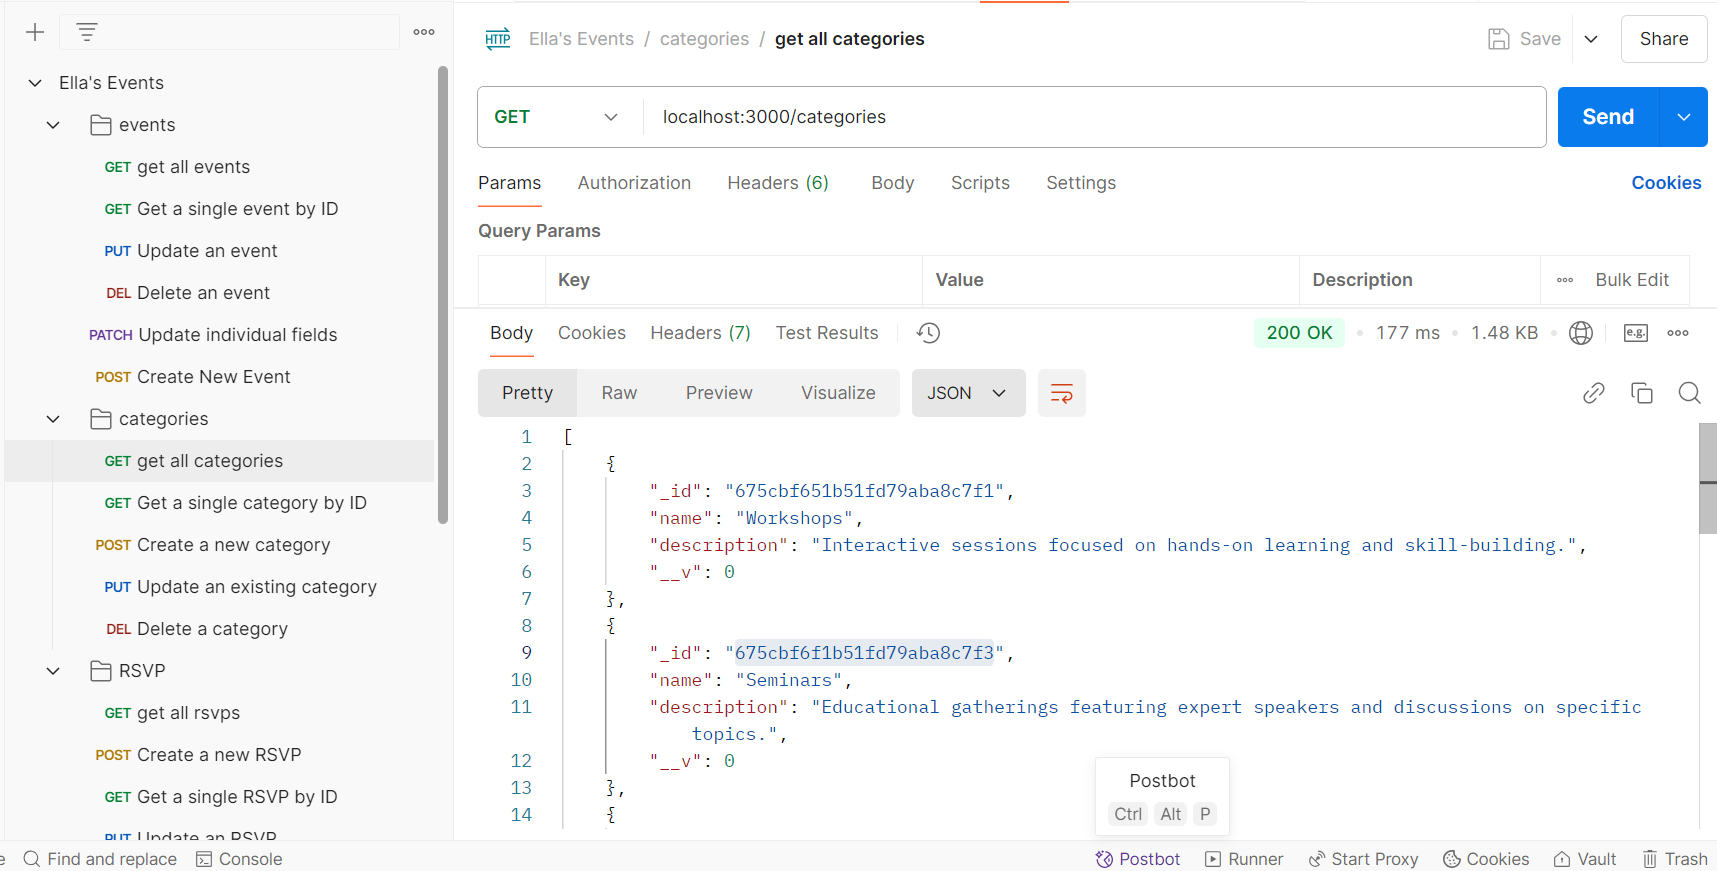 Ella's Events
events
GET get all events
GET Get a single event by ID
PUT Update an event
DEL Delete an event
PATCH Update individual fields
POST Create New Event
categories
GET get all categories
GET Get a single category by ID
POST Create a new category
PUT Update an existing category
DEL Delete a category
RSVP
GET get all rsvps
POST Create a new RSVP
GET Get a single RSVP by ID
PUT Update an RSVP
HTTP Ella's Events / categories / get all categories
Save
Share
GET localhost:3000/categories
Send
Params Authorization Headers (6) Body Scripts Settings
Cookies
Query Params
Key Value Description Bulk Edit
Body Cookies Headers (7) Test Results
200 OK • 177 ms • 1.48 KB • e.g.
Pretty Raw Preview Visualize JSON
1 [
2 {
3 "_id": "675cbf651b51fd79aba8c7f1",
4 "name": "Workshops",
5 "description": "Interactive sessions focused on hands-on learning and skill-building.",
6 "__v": 0
7 },
8 {
9 "_id": "675cbf6f1b51fd79aba8c7f3",
10 "name": "Seminars",
11 "description": "Educational gatherings featuring expert speakers and discussions on specific
topics.",
12 "__v": 0
13 },
14 {
Postbot
Ctrl Alt P
e Find and replace Console
Postbot Runner Start Proxy Cookies Vault Trash